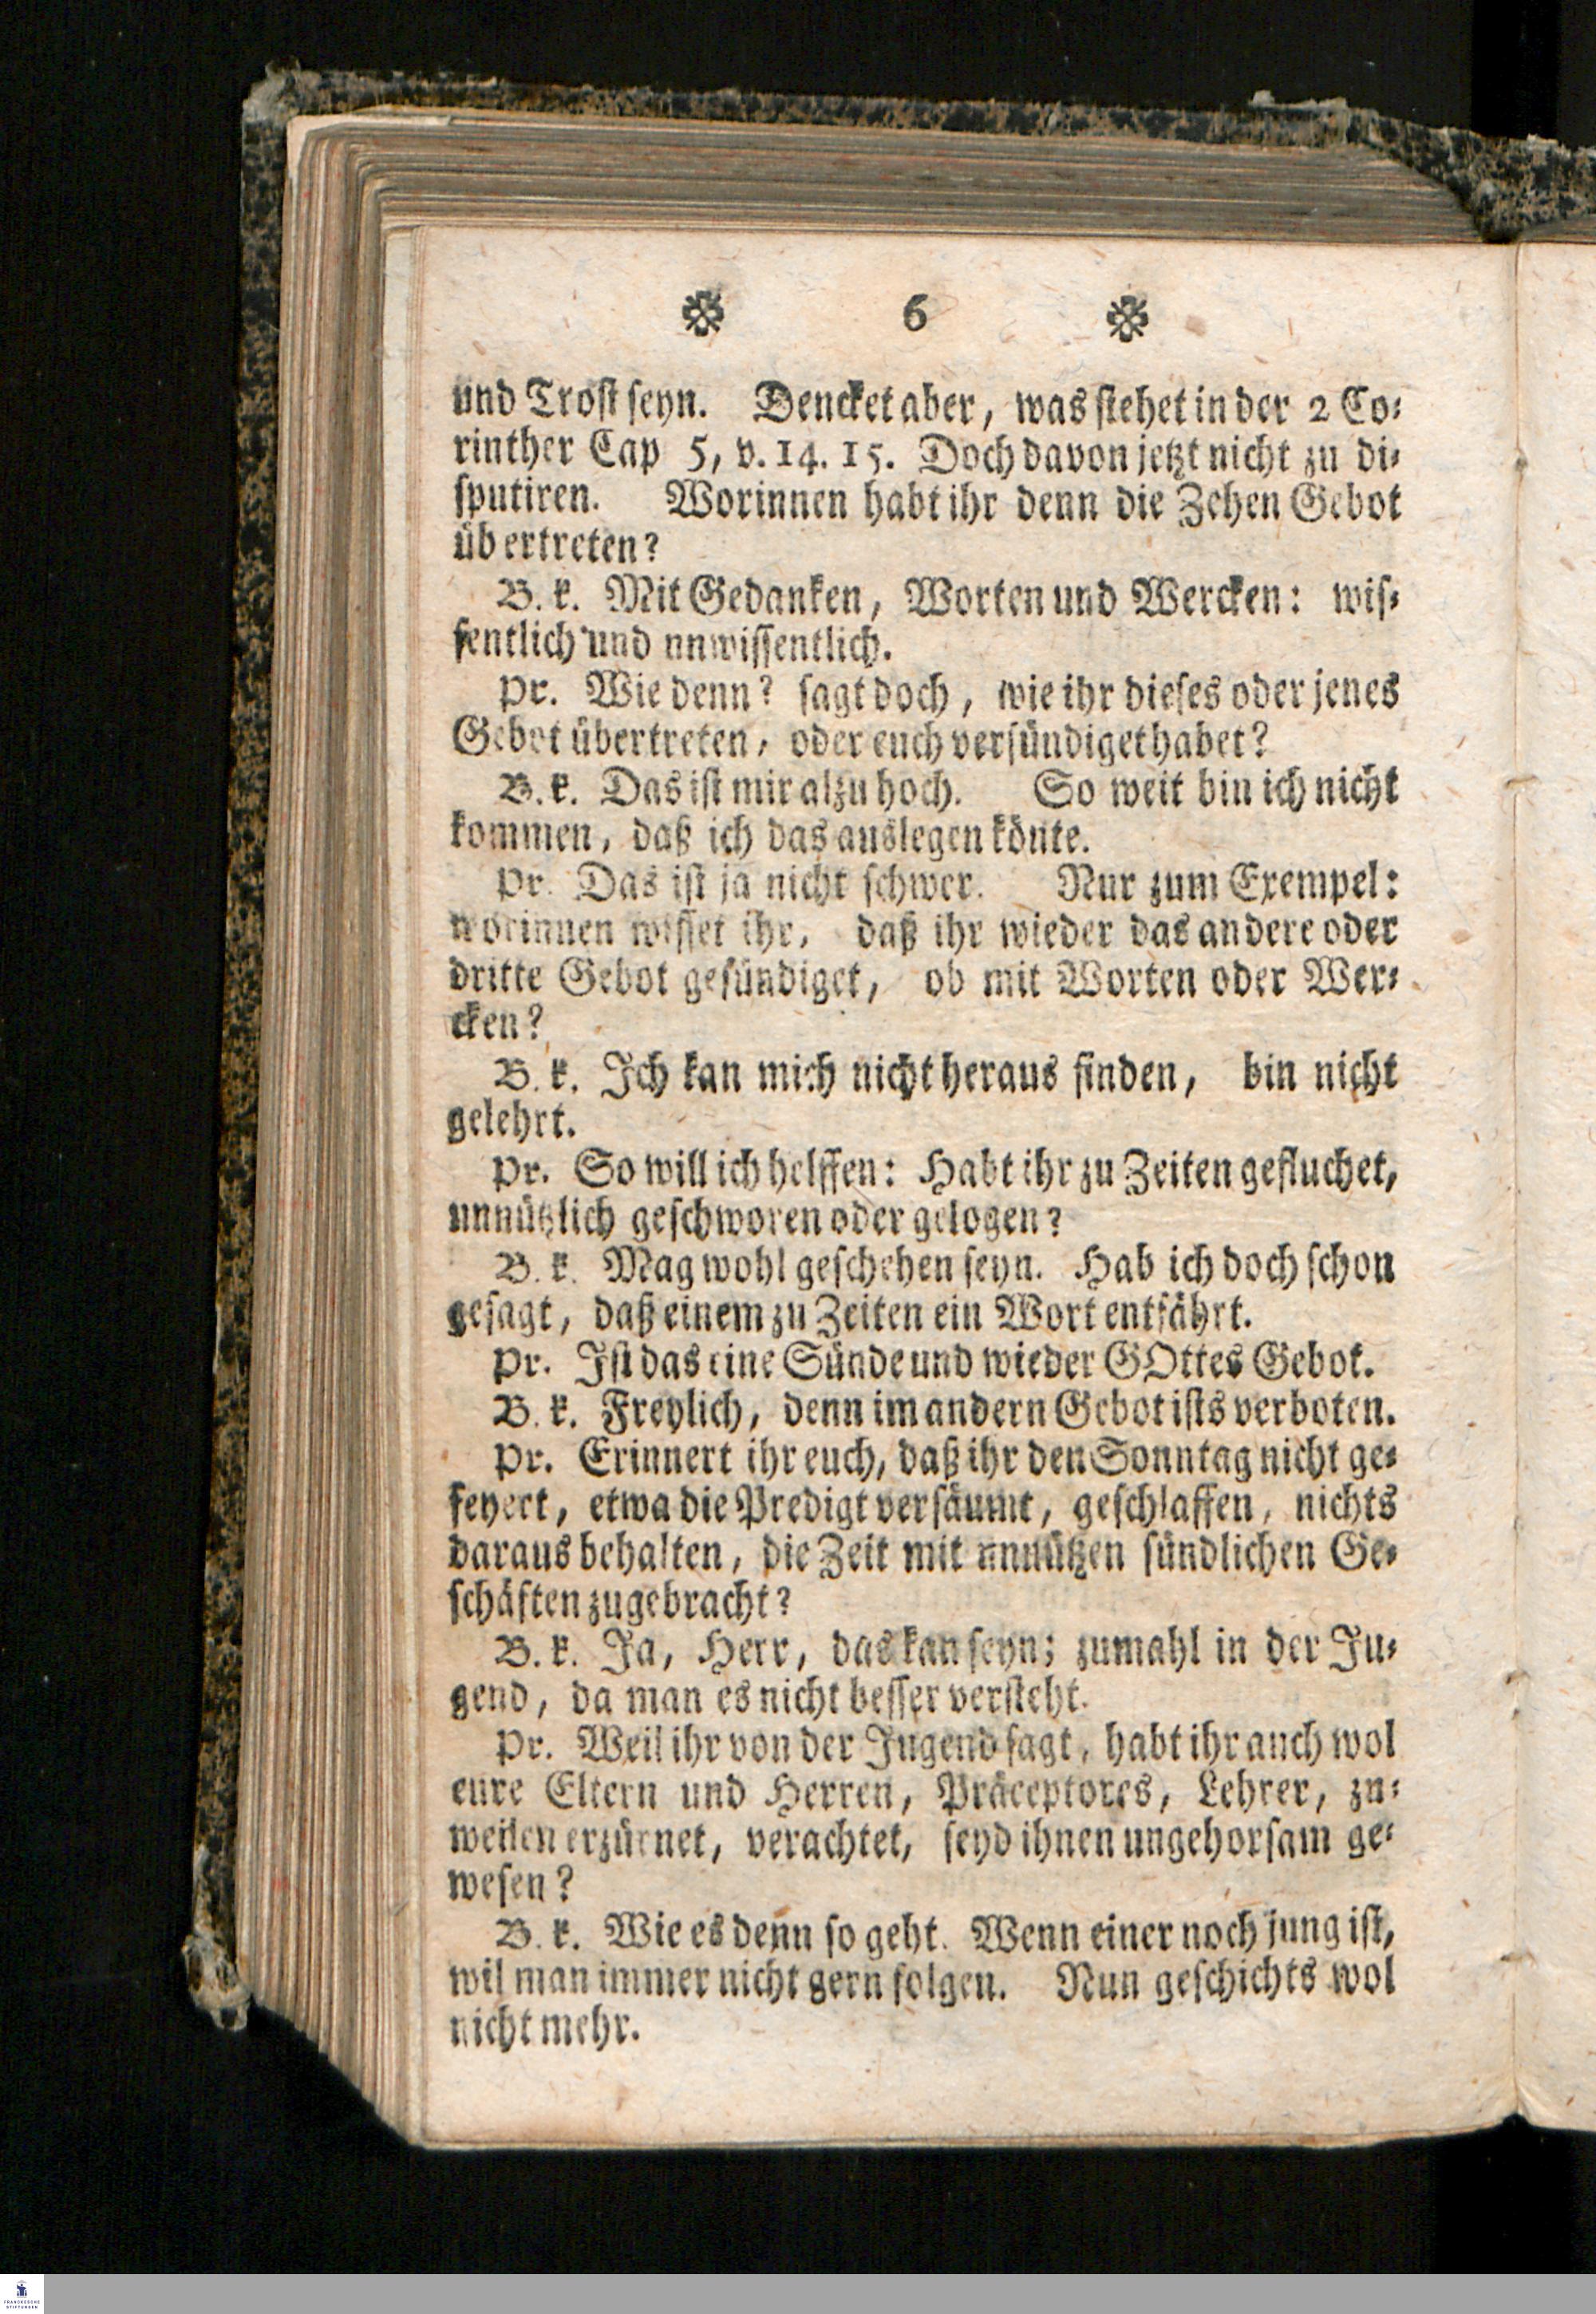 6
und Trost seyn. Dencket aber, was stehet in der 2 Co-
rinther Cap 5, v. 14. 15. Doch davon jetzt nicht zu di-
sputiren. Worinnen habt ihr denn die Zehen Gebot
übertreten?
B. k. Mit Gedanken, Worten und Wercken: wis-
sentlich und nnwissentlich.
Pr. Wie denn? sagt doch, wie ihr dieses oder jenes
Gebot übertreten, oder euch versündiget habet?
B. k. Das ist mir alzu hoch. So weit bin ich nicht
kommen, daß ich das auslegen könte.
Pr. Das ist ja nicht schwer. Nur zum Exempel:
worinnen wisset ihr, daß ihr wieder das andere oder
dritte Gebot gesündiget, ob mit Worten oder Wer-
cken?
B. k. Ich kan mich nicht heraus finden, bin nicht
gelehrt.
Pr. So will ich helffen: Habt ihr zu Zeiten gefluchet,
unnützlich geschworen oder gelogen?
B. k. Mag wohl geschehen seyn. Hab ich doch schon
gesagt, daß einem zu Zeiten ein Wort entfährt.
Pr. Ist das eine Sünde und wieder GOttes Gebot.
B. k. Freylich, denn im andern Gebot ists verboten.
Pr. Erinnert ihr euch, daß ihr den Sonntag nicht ge-
feyert, etwa die Predigt versäumt, geschlaffen, nichts
daraus behalten, die Zeit mit unnützen sündlichen Ge-
schäften zugebracht?
B. k. Ja, Herr, das kan seyn; zumahl in der Ju-
gend, da man es nicht besser versteht.
Pr. Weil ihr von der Jugend sagt, habt ihr auch wol
eure Eltern und Herren, Präceptores, Lehrer, zu-
weilen erzürnet, verachtet, seyd ihnen ungehorsam ge-
wesen?
B. k. Wie es denn so geht. Wenn einer noch jung ist,
wil man immer nicht gern folgen. Nun geschichts wol
nicht mehr.
FRANCKESCHE
STIFTUNGEN